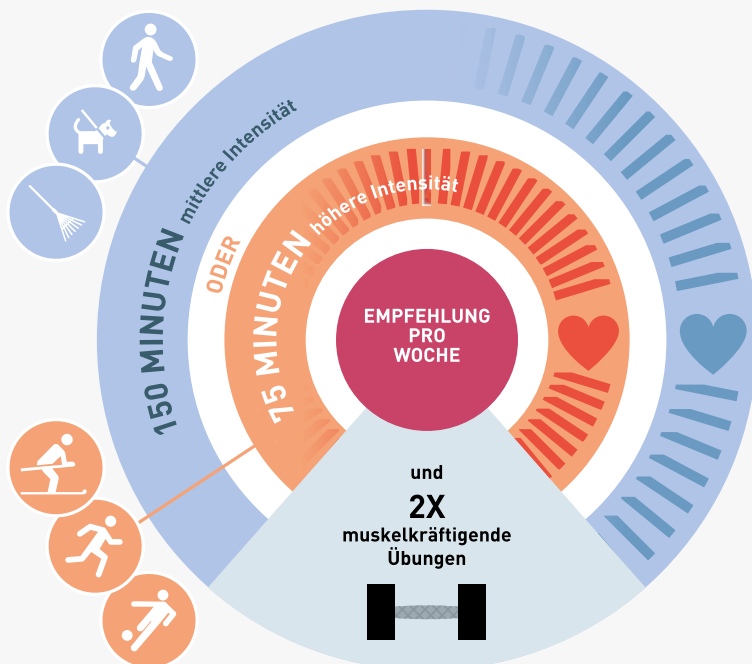 150 MINUTEN mittlere Intensität
ODER
75 MINUTEN höhere Intensität
EMPFEHLUNG
PRO
WOCHE
und
2X
muskelkräftigende
Übungen